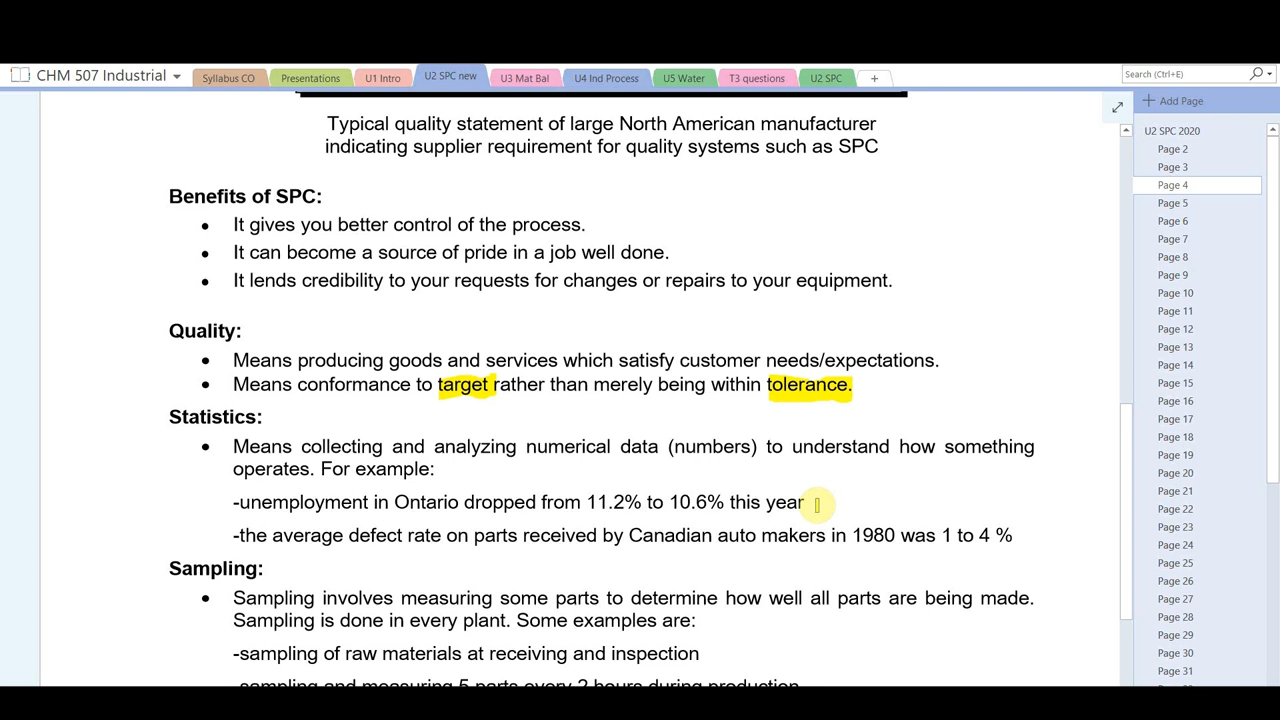 CHM 507 Industrial
Syllabus CO
Presentations
U1 Intro
U2 SPC new
U3 Mat Bal
U4 Ind Process
U5 Water
T3 questions
U2 SPC
Search (Ctrl+E)
Typical quality statement of large North American manufacturer
indicating supplier requirement for quality systems such as SPC
Benefits of SPC:
• It gives you better control of the process.
• It can become a source of pride in a job well done.
• It lends credibility to your requests for changes or repairs to your equipment.
Quality:
• Means producing goods and services which satisfy customer needs/expectations.
• Means conformance to target rather than merely being within tolerance.
Statistics:
• Means collecting and analyzing numerical data (numbers) to understand how something
operates. For example:
-unemployment in Ontario dropped from 11.2% to 10.6% this year
-the average defect rate on parts received by Canadian auto makers in 1980 was 1 to 4 %
Sampling:
• Sampling involves measuring some parts to determine how well all parts are being made.
Sampling is done in every plant. Some examples are:
-sampling of raw materials at receiving and inspection
-sampling and measuring 5 parts every 2 hours during production
Add Page
U2 SPC 2020
Page 2
Page 3
Page 4
Page 5
Page 6
Page 7
Page 8
Page 9
Page 10
Page 11
Page 12
Page 13
Page 14
Page 15
Page 16
Page 17
Page 18
Page 19
Page 20
Page 21
Page 22
Page 23
Page 24
Page 25
Page 26
Page 27
Page 28
Page 29
Page 30
Page 31